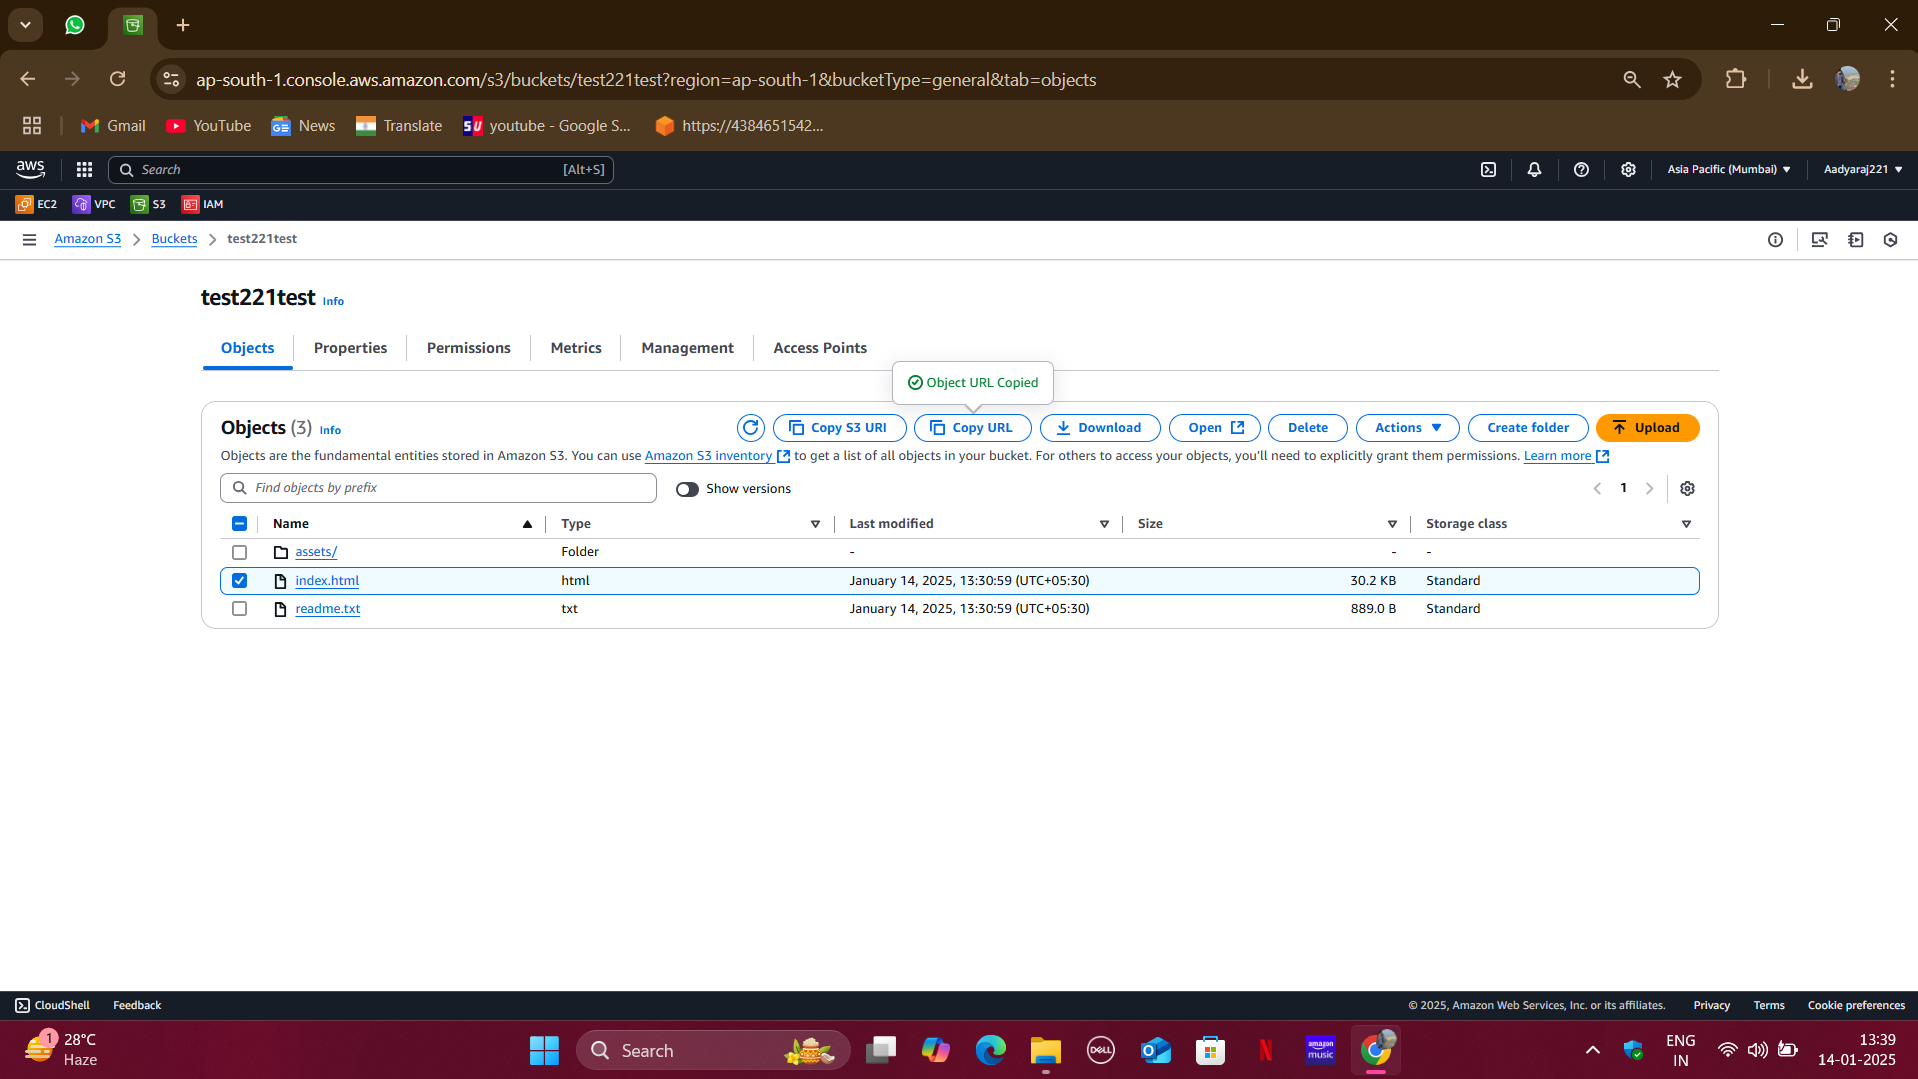 ap-south-1.console.aws.amazon.com/s3/buckets/test221test?region=ap-south-1&bucketType=general&tab=objects
Gmail YouTube News Translate youtube - Google S... https://4384651542...
aws Search [Alt+S] Asia Pacific (Mumbai) Aadyaraj221
EC2 VPC S3 IAM
Amazon S3 Buckets test221test
test221test Info
Objects Properties Permissions Metrics Management Access Points
Object URL Copied
Objects (3) Info Copy S3 URI Copy URL Download Open Delete Actions Create folder Upload
Objects are the fundamental entities stored in Amazon S3. You can use Amazon S3 inventory to get a list of all objects in your bucket. For others to access your objects, you'll need to explicitly grant them permissions. Learn more
Find objects by prefix Show versions 1
Name Type Last modified Size Storage class
assets/ Folder - - -
index.html html January 14, 2025, 13:30:59 (UTC+05:30) 30.2 KB Standard
readme.txt txt January 14, 2025, 13:30:59 (UTC+05:30) 889.0 B Standard
CloudShell Feedback © 2025, Amazon Web Services, Inc. or its affiliates. Privacy Terms Cookie preferences
1 28°C Search DELL amazon music ENG 13:39
Haze IN 14-01-2025